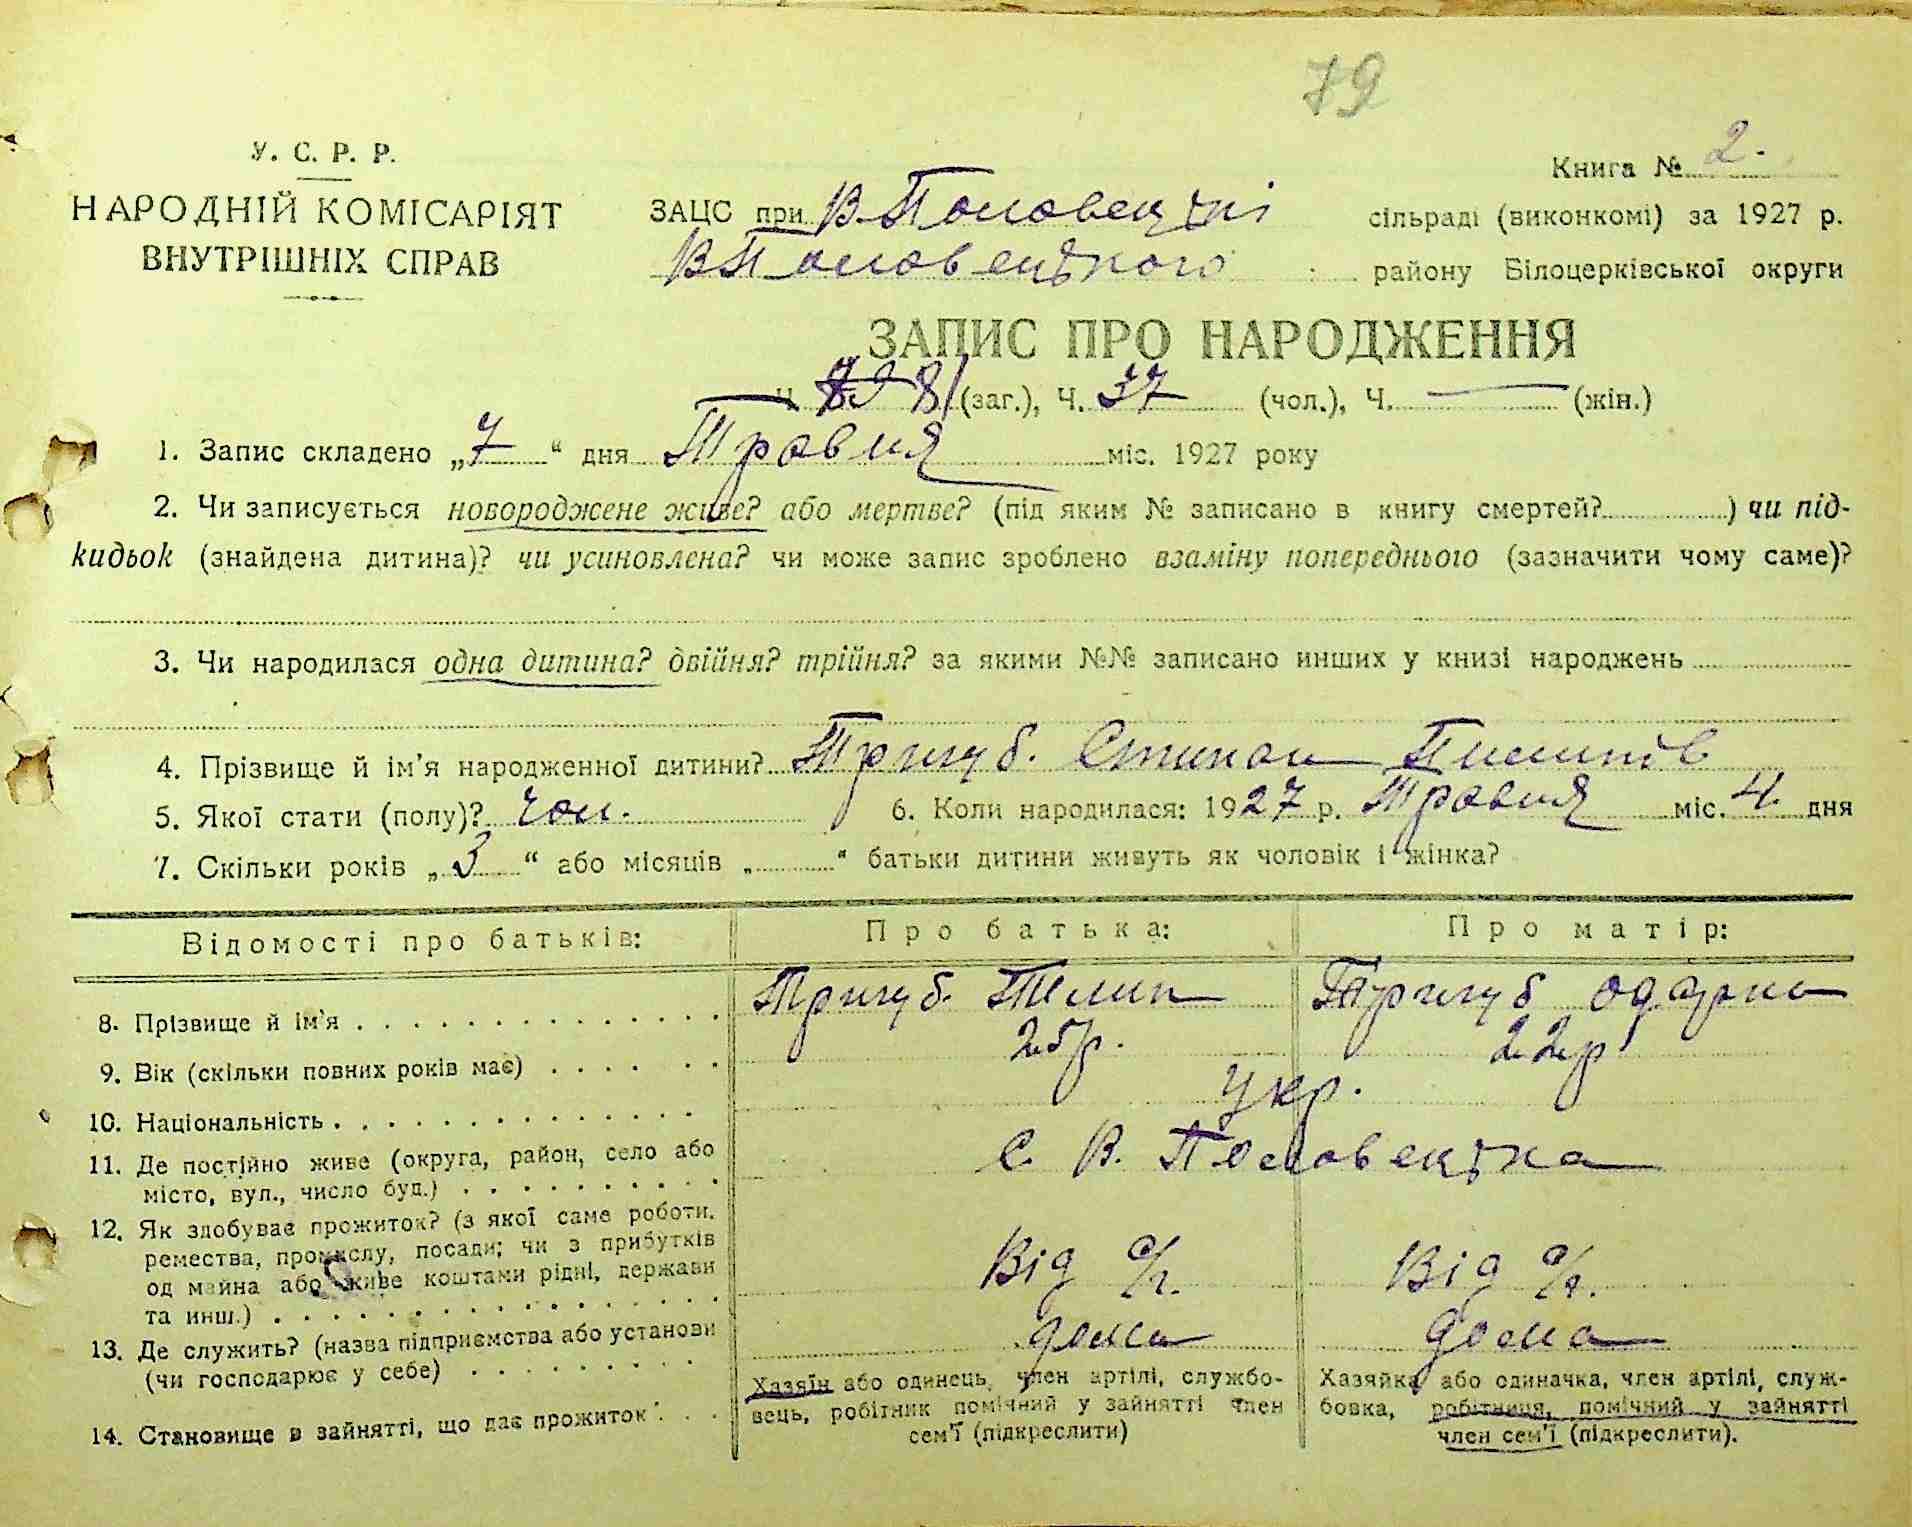 79
У. С. Р. Р.
НАРОДНІЙ КОМІСАРІЯТ
ВНУТРІШНІХ СПРАВ
Книга № 2.
ЗАЦС при В-Половецькі сільраді (виконкомі) за 1927 р.
ВПоловецького району Білоцерківської округи
ЗАПИС ПРО НАРОДЖЕННЯ
Ч. 81 (заг.), Ч. 37 (чол.), Ч. — (жін.)
1. Запис складено „7“ дня Травня міс. 1927 року
2. Чи записується новороджене живе? або мертве? (під яким № записано в книгу смертей? ) чи під-
кидьок (знайдена дитина)? чи усиновлена? чи може запис зроблено взаміну попереднього (зазначити чому саме)?
3. Чи народилася одна дитина? двійня? трійня? за якими №№ записано инших у книзі народжень
4. Прізвище й ім'я народженної дитини? Тригуб. Степан Пилипів
5. Якої стати (полу)? чол. 6. Коли народилася: 1927 р. Травня міс. 4. дня
7. Скільки років „3“ або місяців „ “ батьки дитини живуть як чоловік і жінка?
Відомості про батьків: Про батька: Про матір:
8. Прізвище й ім'я Тригуб. Пилип Тригуб Одарка
9. Вік (скільки повних років має) 25р. 22р
10. Національність укр.
11. Де постійно живе (округа, район, село або
місто, вул., число буд.) С. В. Половецька
12. Як здобуває прожиток? (з якої саме роботи,
ремества, промислу, посади; чи з прибутків
од майна або живе коштами рідні, держави
та инш.) Від с/г. Від с/г.
13. Де служить? (назва підприємства або установи
(чи господарює у себе) дома дома
14. Становище в зайнятті, що дає прожиток
Хазяїн або одинець, член артілі, службо-
вець, робітник помічний у зайнятті член
сем'ї (підкреслити)
Хазяйка або одиначка, член артілі, служ-
бовка, робітниця, помічний у зайнятті
член сем'ї (підкреслити).